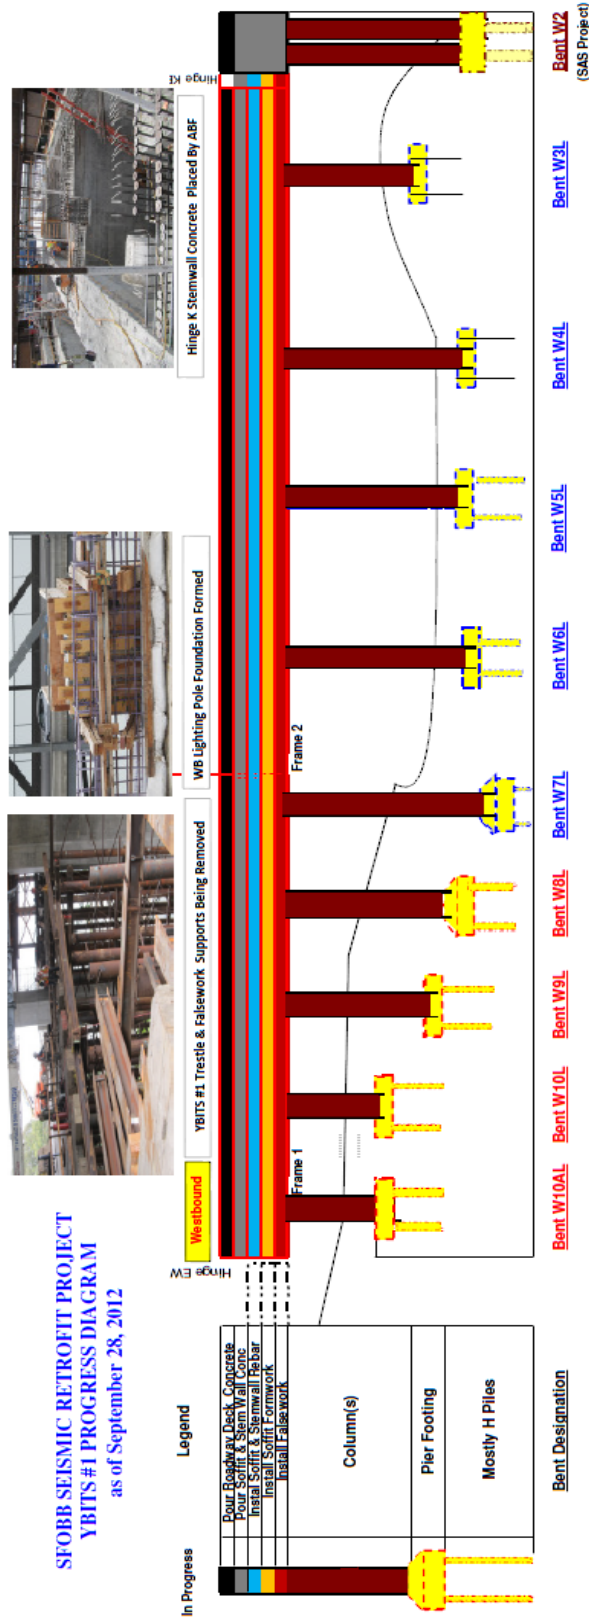 SFOBB SEISMIC RETROFIT PROJECT
YBITS #1 PROGRESS DIAGRAM
as of September 28, 2012
YBITS #1 Trestle & Falsework Supports Being Removed
WB Lighting Pole Foundation Formed
Hinge K Stemwall Concrete Placed By ABF
Westbound
Hinge EW
Hinge KE
Frame 1
Frame 2
In Progress
Legend
Pour Roadway Deck Concrete
Pour Soffit & Stem Wall Conc
Instal Soffit & Stemwall Rebar
Install Soffit Formwork
Install Falsework
Column(s)
Pier Footing
Mostly H Piles
Bent Designation
Bent W10AL
Bent W10L
Bent W9L
Bent W8L
Bent W7L
Bent W6L
Bent W5L
Bent W4L
Bent W3L
Bent W2
(SAS Project)